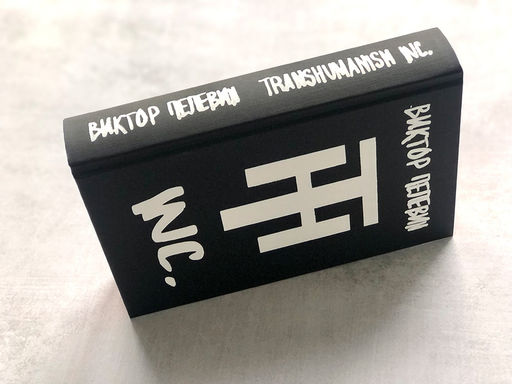 ВИКТОР ПЕЛЕВИН TRANSHUMANISM INC.
ВИКТОР ПЕЛЕВИН
TH
INC.